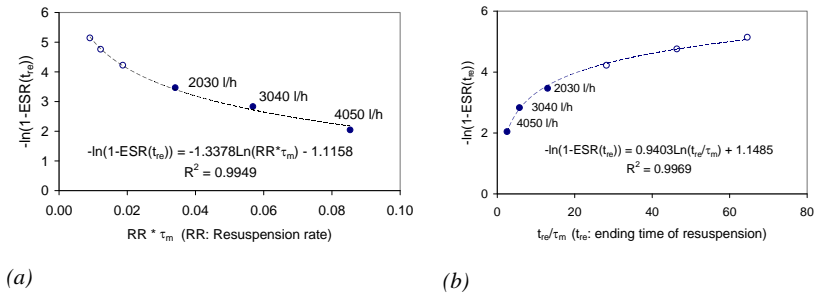 6
5
4
3
2
1
0
-ln(1-ESR(tre))
2030 l/h
3040 l/h
4050 l/h
-ln(1-ESR(tre)) = -1.3378Ln(RR*τm) - 1.1158
R2 = 0.9949
0.00 0.02 0.04 0.06 0.08 0.10
RR * τm (RR: Resuspension rate)
(a)
6
4
2
0
-ln(1-ESR(tre))
2030 l/h
3040 l/h
4050 l/h
-ln(1-ESR(tre)) = 0.9403Ln(tre/τm) + 1.1485
R2 = 0.9969
0 20 40 60 80
tre/τm (tre: ending time of resuspension)
(b)